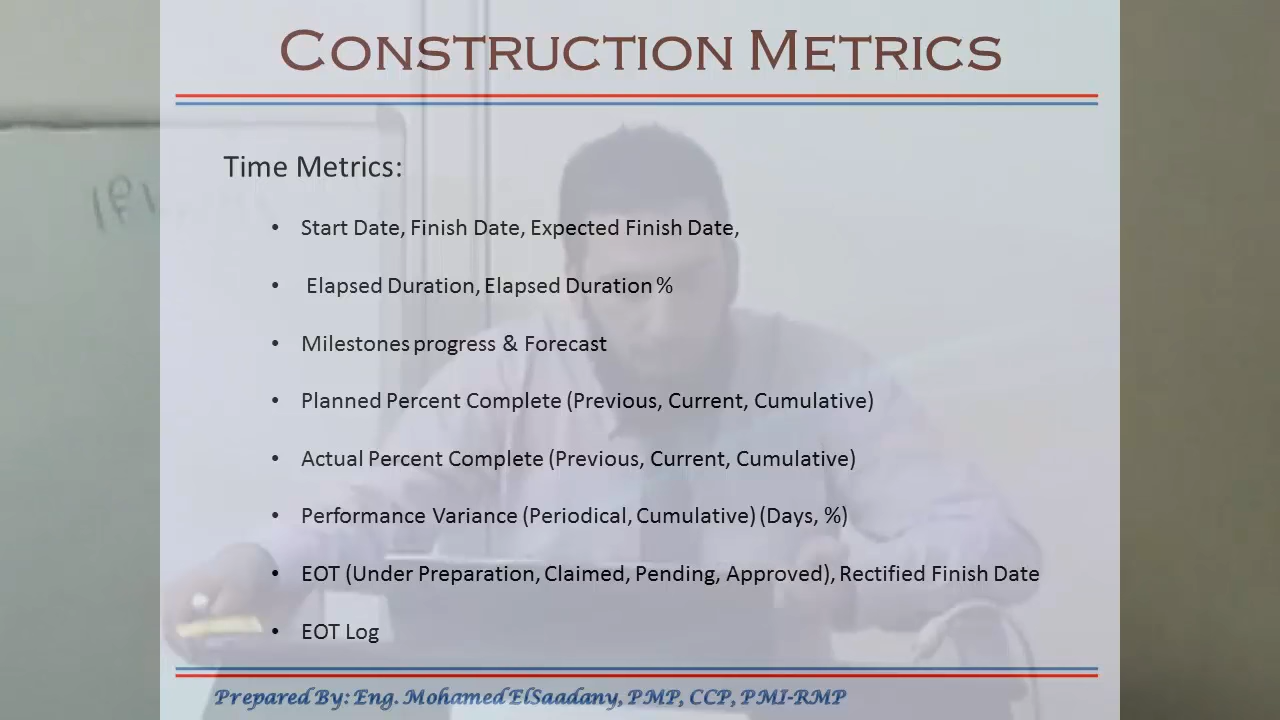 CONSTRUCTION METRICS
Time Metrics:
• Start Date, Finish Date, Expected Finish Date,
• Elapsed Duration, Elapsed Duration %
• Milestones progress & Forecast
• Planned Percent Complete (Previous, Current, Cumulative)
• Actual Percent Complete (Previous, Current, Cumulative)
• Performance Variance (Periodical, Cumulative) (Days, %)
• EOT (Under Preparation, Claimed, Pending, Approved), Rectified Finish Date
• EOT Log
Prepared By: Eng. Mohamed ElSaadany, PMP, CCP, PMI-RMP